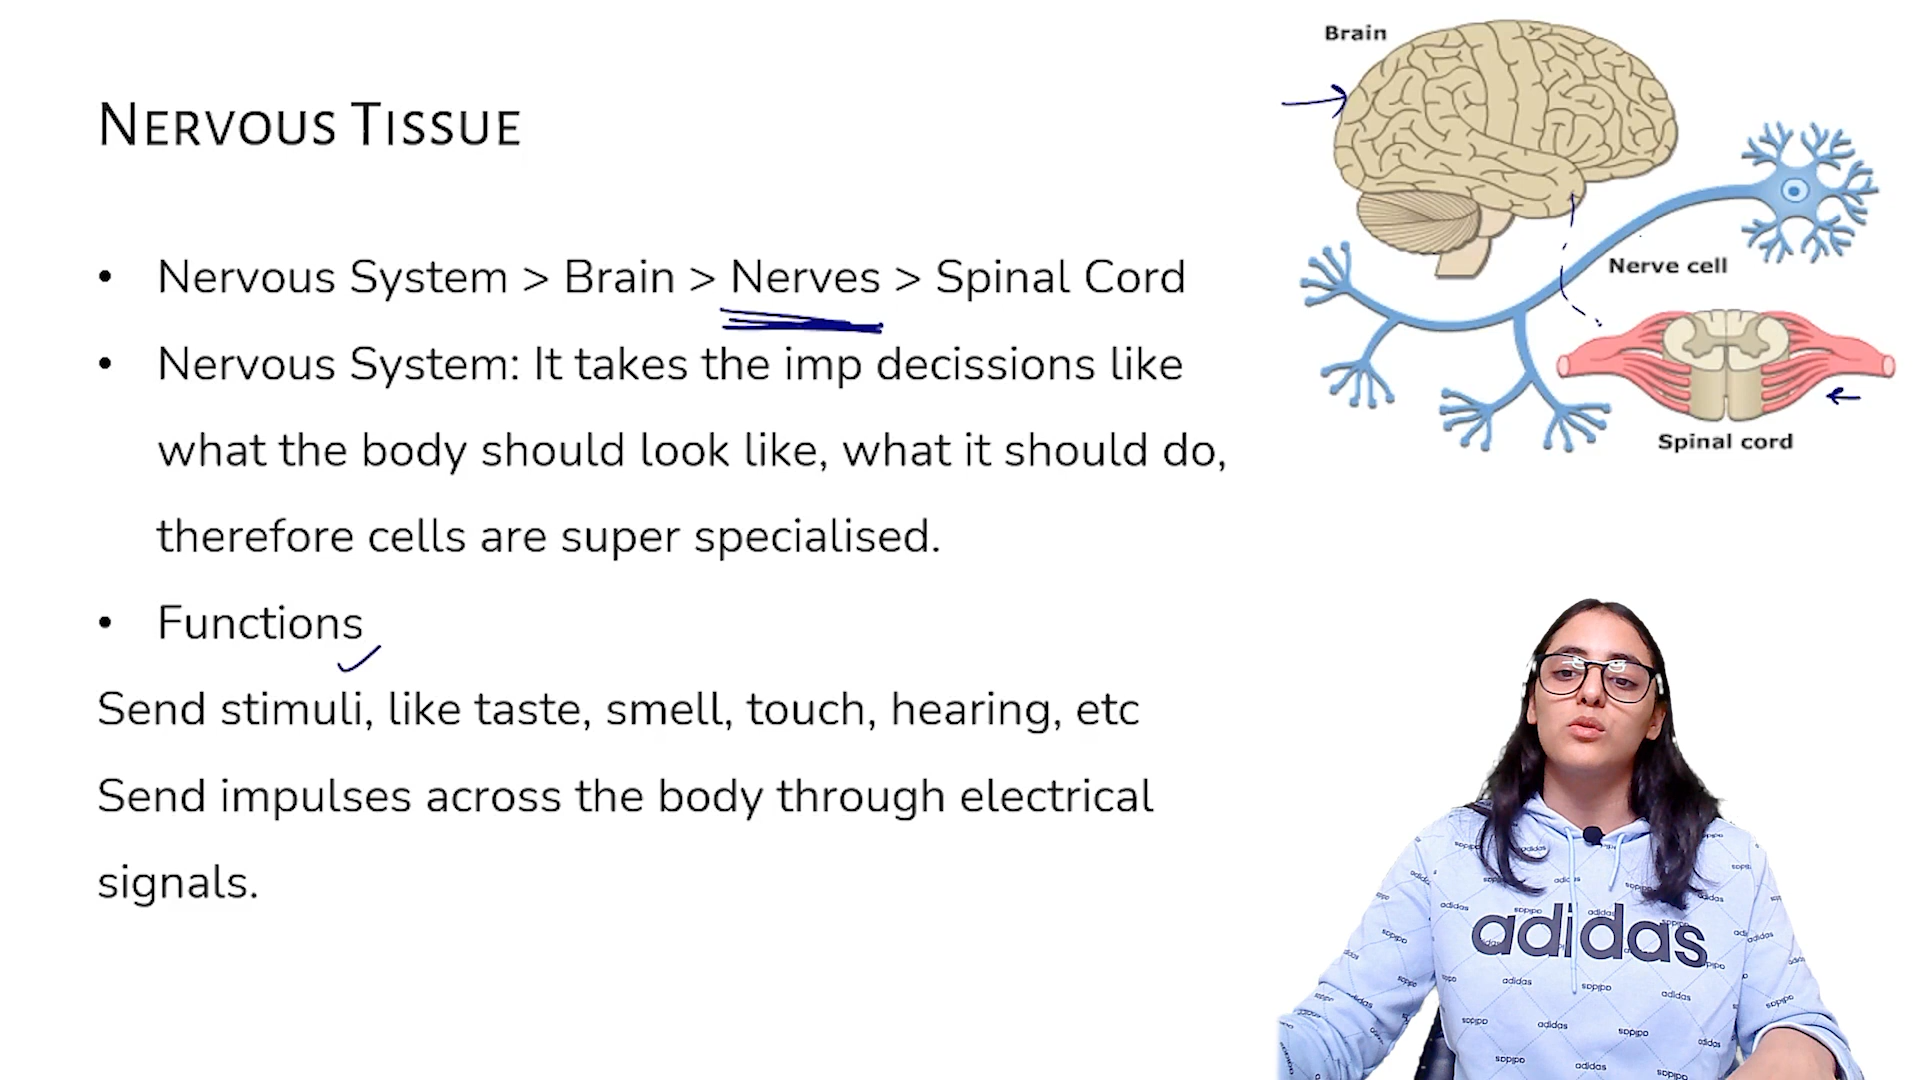 NERVOUS TISSUE
• Nervous System > Brain > Nerves > Spinal Cord
• Nervous System: It takes the imp decissions like
what the body should look like, what it should do,
therefore cells are super specialised.
• Functions
Send stimuli, like taste, smell, touch, hearing, etc
Send impulses across the body through electrical
signals.
Brain
Nerve cell
Spinal cord
adidas